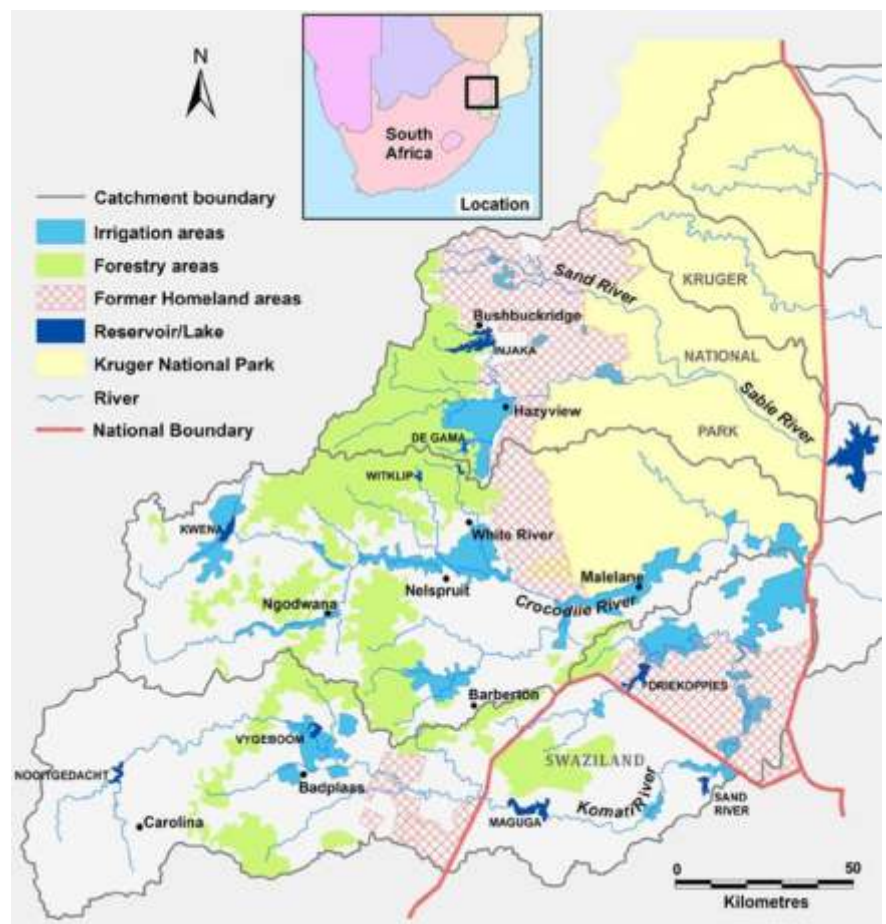 N
South
Africa
Location
Catchment boundary
Irrigation areas
Forestry areas
Former Homeland areas
Reservoir/Lake
Kruger National Park
River
National Boundary
Sand River
KRUGER
Bushbuckridge
INJAKA
NATIONAL
Sabie River
Hazyview
PARK
DE GAMA
WITKLIP
KWENA
White River
Malelane
Nelspruit
Crocodile River
Ngodwana
DRIEKOPPIES
Barberton
VYGEBOOM
SWAZILAND
NOOITGEDACHT
Badplaas
Komati River
SAND
RIVER
MAGUGA
Carolina
0 50
Kilometres